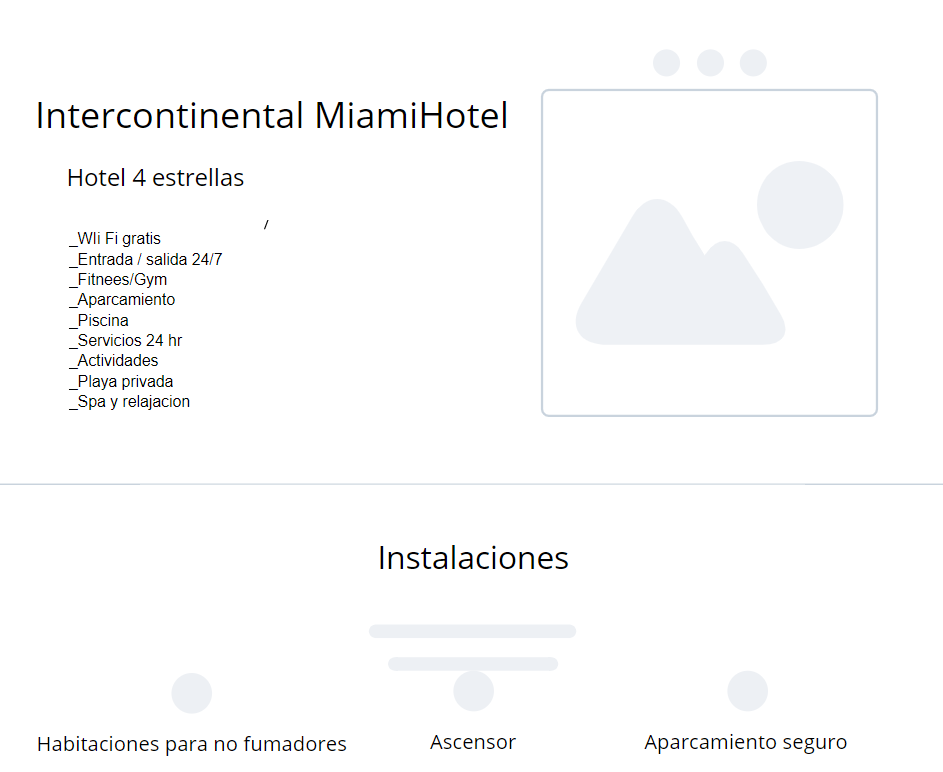 Intercontinental MiamiHotel
Hotel 4 estrellas
/
_WIi Fi gratis
_Entrada / salida 24/7
_Fitnees/Gym
_Aparcamiento
_Piscina
_Servicios 24 hr
_Actividades
_Playa privada
_Spa y relajacion
Instalaciones
Habitaciones para no fumadores
Ascensor
Aparcamiento seguro